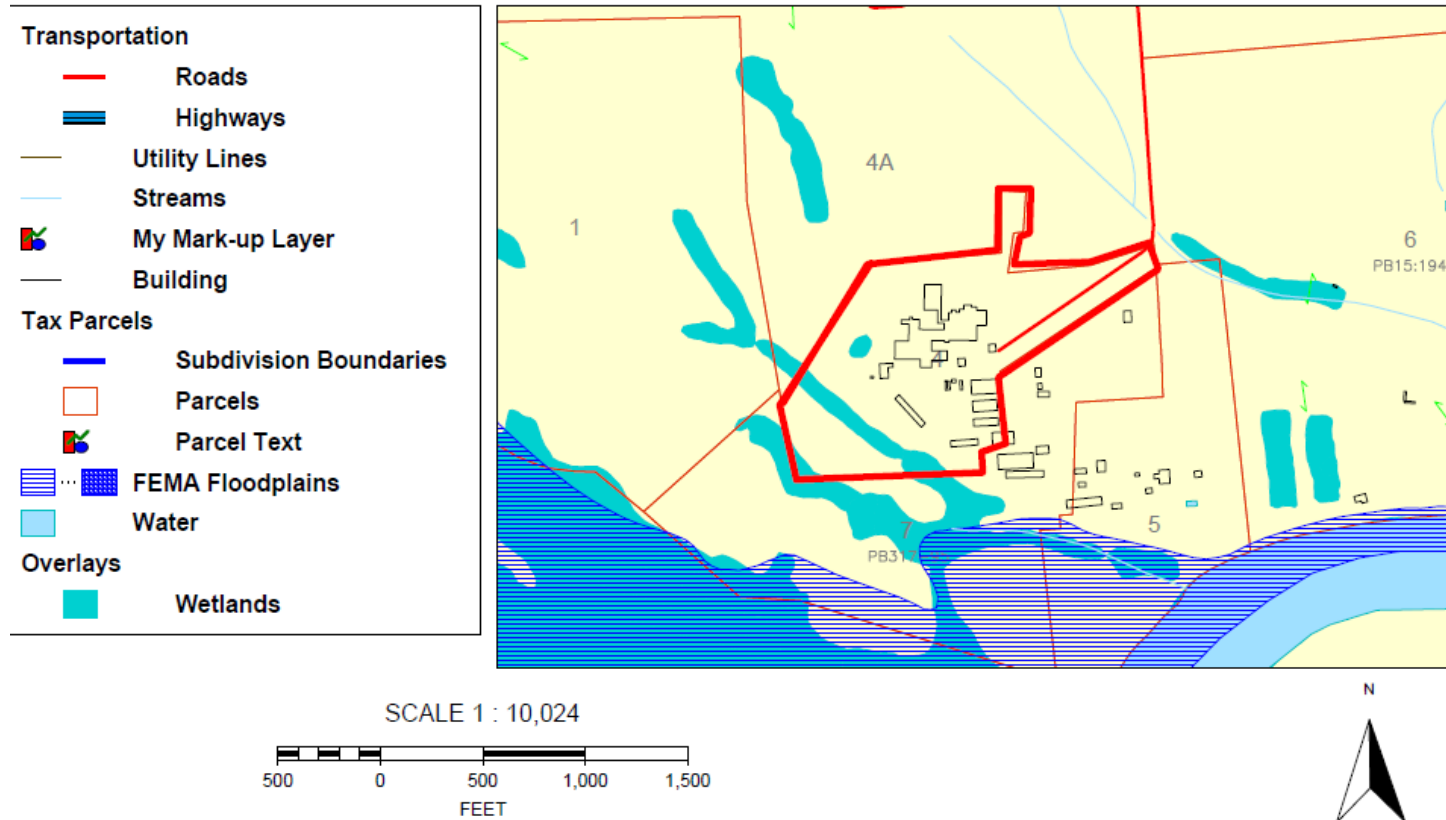 Transportation
Roads
Highways
Utility Lines
Streams
My Mark-up Layer
Building
Tax Parcels
Subdivision Boundaries
Parcels
Parcel Text
FEMA Floodplains
Water
Overlays
Wetlands
4A
1
6
PB15:194
4
7
PB317
5
SCALE 1 : 10,024
500 0 500 1,000 1,500
FEET
N